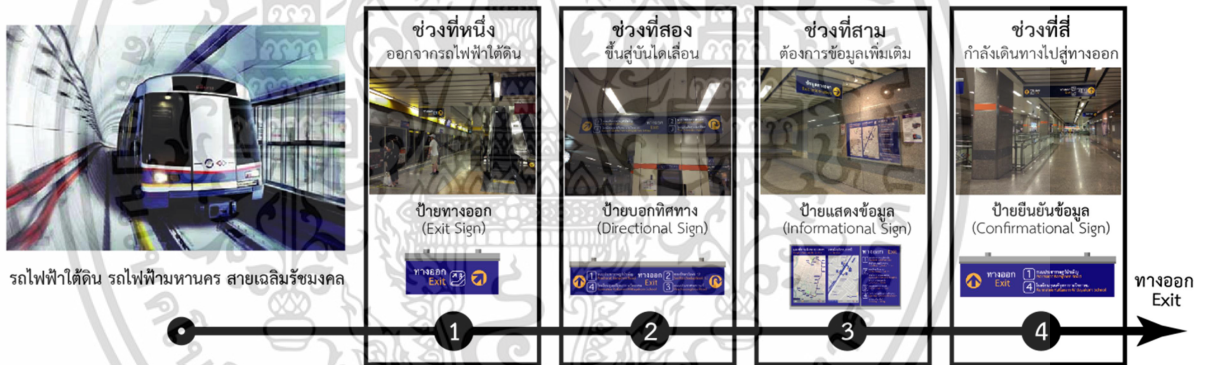 รถไฟฟ้าใต้ดิน รถไฟฟ้ามหานคร สายเฉลิมรัชมงคล
ช่วงที่หนึ่ง
ออกจากรถไฟฟ้าใต้ดิน
ป้ายทางออก
(Exit Sign)
ทางออก
Exit
1
ช่วงที่สอง
ขึ้นสู่บันไดเลื่อน
ป้ายบอกทิศทาง
(Directional Sign)
1
4
ทางออก
Exit
2
3
2
ช่วงที่สาม
ต้องการข้อมูลเพิ่มเติม
ป้ายแสดงข้อมูล
(Informational Sign)
3
ช่วงที่สี่
กำลังเดินทางไปสู่ทางออก
ป้ายยืนยันข้อมูล
(Confirmational Sign)
ทางออก
Exit
1
4
4
ทางออก
Exit